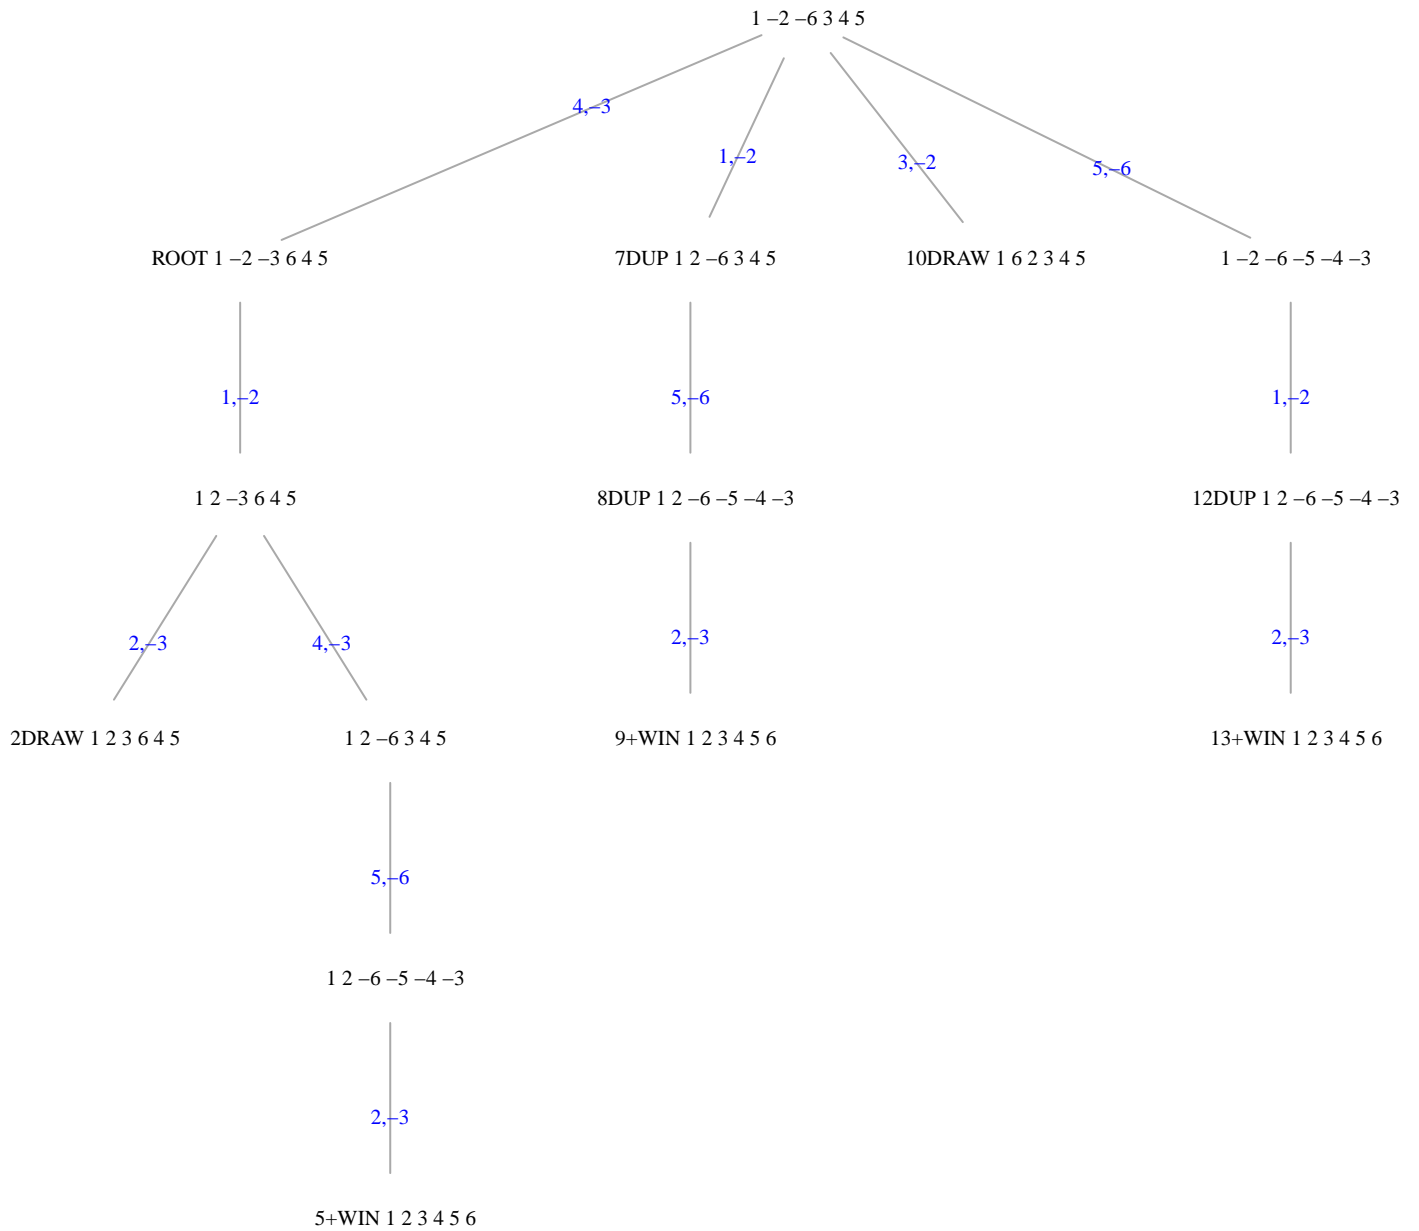 1 –2 –6 3 4 5
4,–3
1,–2
3,–2
5,–6
ROOT 1 –2 –3 6 4 5
7DUP 1 2 –6 3 4 5
10DRAW 1 6 2 3 4 5
1 –2 –6 –5 –4 –3
1,–2
5,–6
1,–2
1 2 –3 6 4 5
8DUP 1 2 –6 –5 –4 –3
12DUP 1 2 –6 –5 –4 –3
2,–3
4,–3
2,–3
2,–3
2DRAW 1 2 3 6 4 5
1 2 –6 3 4 5
9+WIN 1 2 3 4 5 6
13+WIN 1 2 3 4 5 6
5,–6
1 2 –6 –5 –4 –3
2,–3
5+WIN 1 2 3 4 5 6